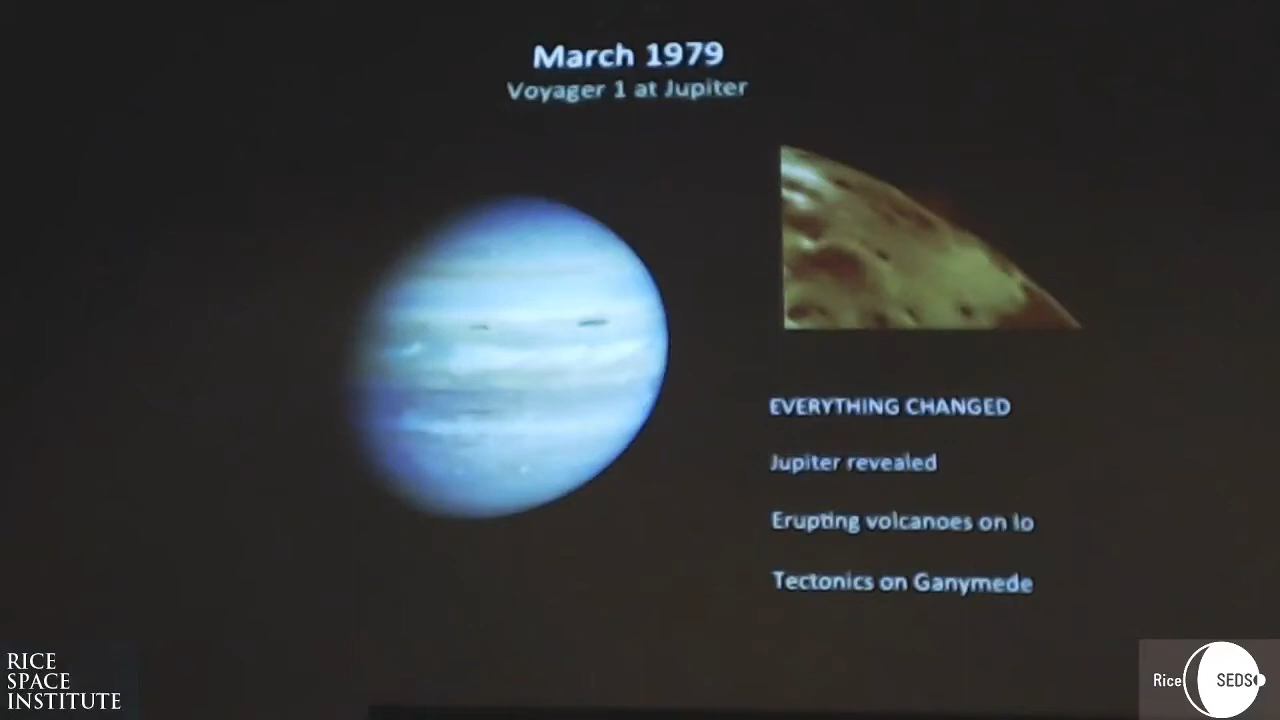 March 1979
Voyager 1 at Jupiter
EVERYTHING CHANGED
Jupiter revealed
Erupting volcanoes on Io
Tectonics on Ganymede
RICE
SPACE
INSTITUTE
Rice SEDS